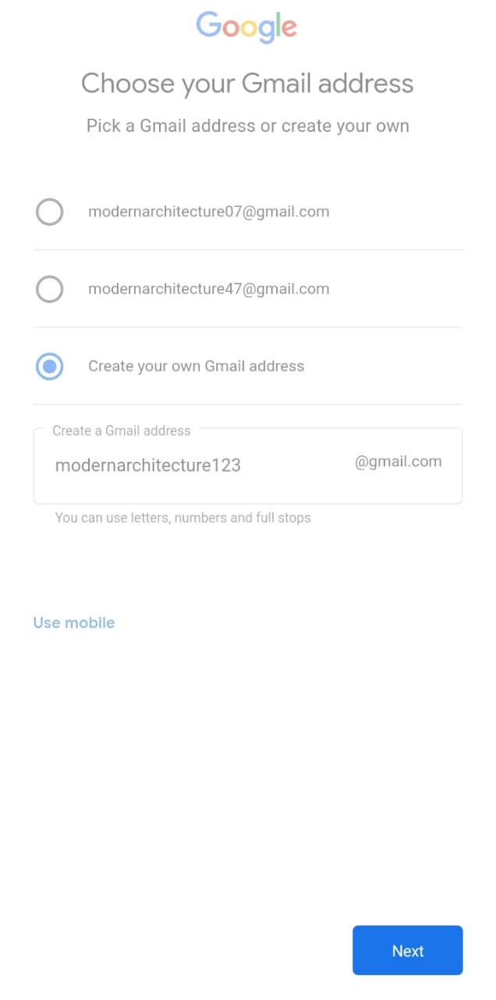 Google
Choose your Gmail address
Pick a Gmail address or create your own
modernarchitecture07@gmail.com
modernarchitecture47@gmail.com
Create your own Gmail address
Create a Gmail address
modernarchitecture123 @gmail.com
You can use letters, numbers and full stops
Use mobile
Next